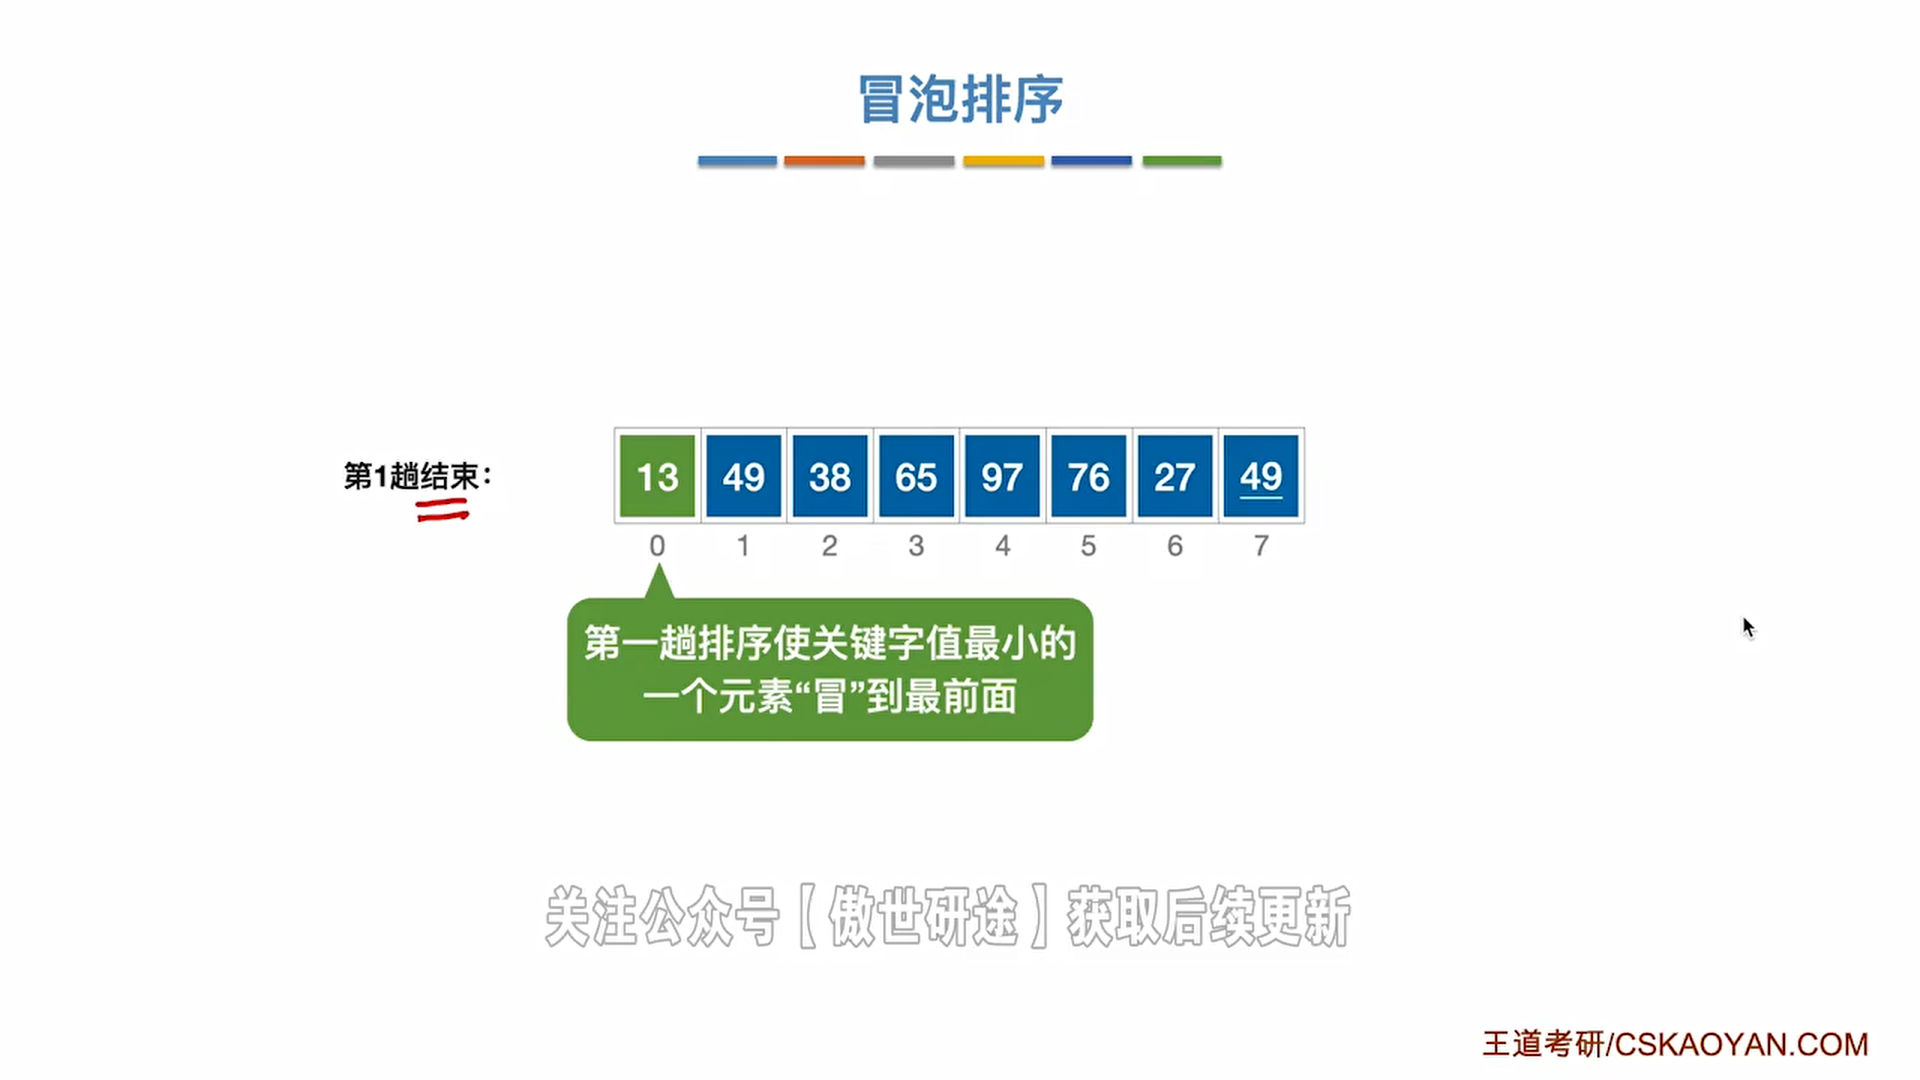 冒泡排序
第1趟结束：
13 49 38 65 97 76 27 49
0 1 2 3 4 5 6 7
第一趟排序使关键字值最小的
一个元素“冒”到最前面
关注公众号【傲世研途】获取后续更新
王道考研/CSKAOYAN.COM